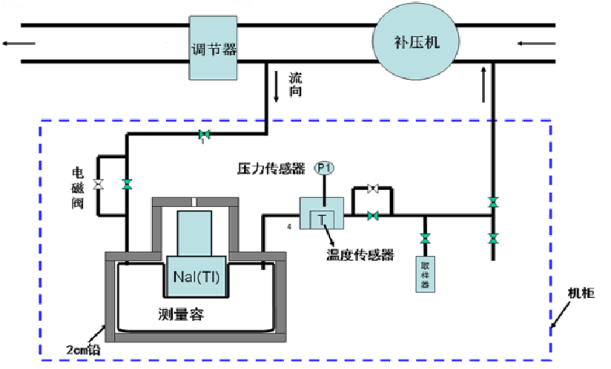 调节器
补压机
流
向
电
磁
阀
压力传感器
P1
4
T
温度传感器
NaI(Tl)
测量容
取
样
器
机柜
2cm铅